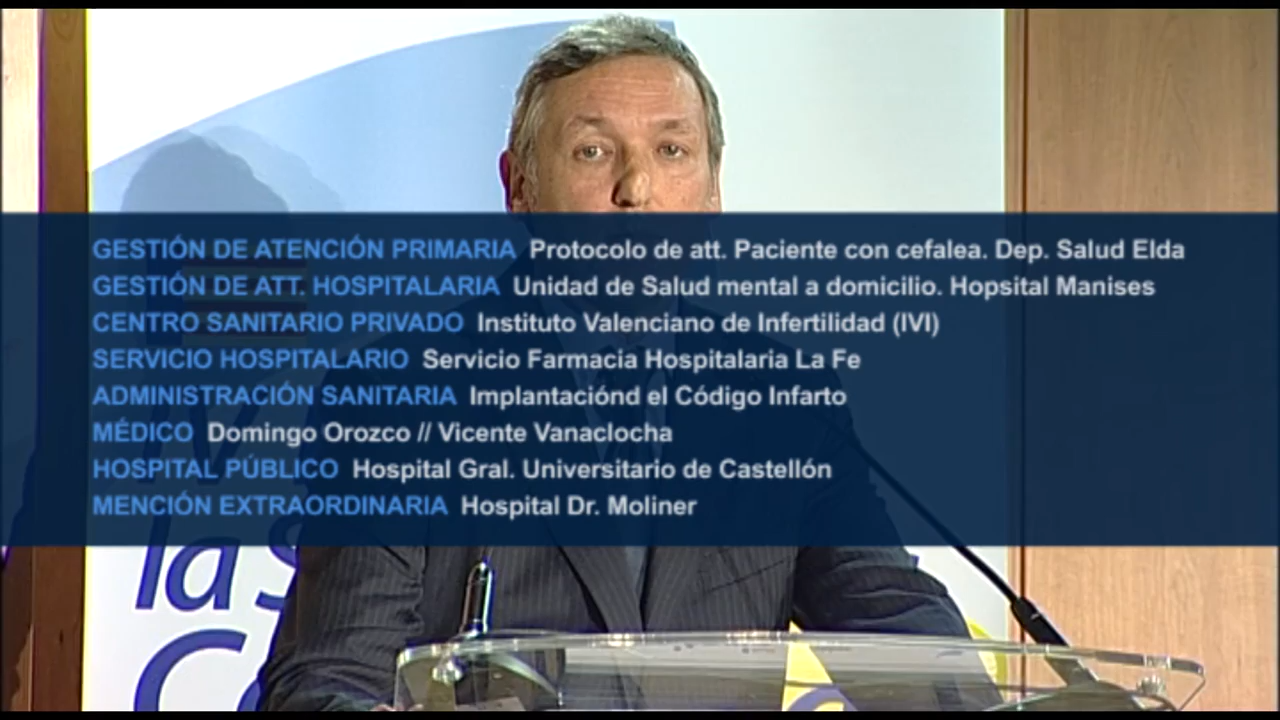 GESTIÓN DE ATENCIÓN PRIMARIA Protocolo de att. Paciente con cefalea. Dep. Salud Elda
GESTIÓN DE ATT. HOSPITALARIA Unidad de Salud mental a domicilio. Hopsital Manises
CENTRO SANITARIO PRIVADO Instituto Valenciano de Infertilidad (IVI)
SERVICIO HOSPITALARIO Servicio Farmacia Hospitalaria La Fe
ADMINISTRACIÓN SANITARIA Implantaciónd el Código Infarto
MÉDICO Domingo Orozco // Vicente Vanaclocha
HOSPITAL PÚBLICO Hospital Gral. Universitario de Castellón
MENCIÓN EXTRAORDINARIA Hospital Dr. Moliner
la S